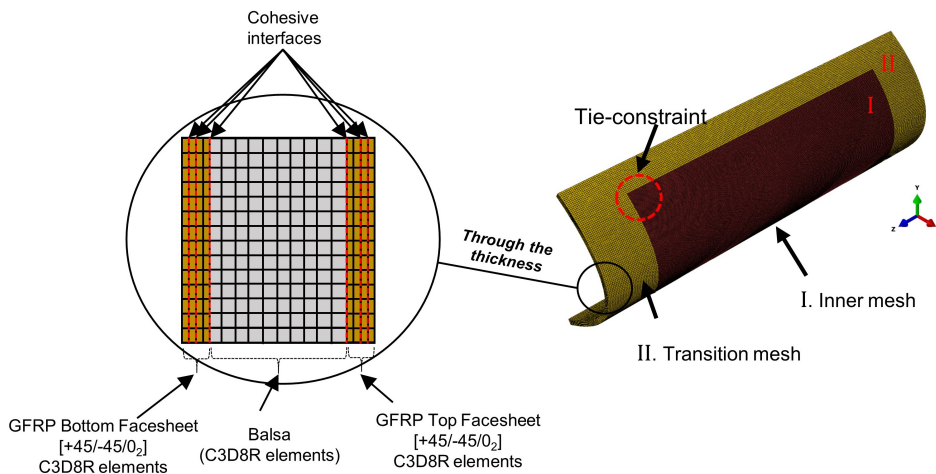 Cohesive
interfaces
Tie-constraint
II
I
Through the
thickness
Y
Z
I. Inner mesh
II. Transition mesh
GFRP Bottom Facesheet
[+45/-45/0₂]
C3D8R elements
Balsa
(C3D8R elements)
GFRP Top Facesheet
[+45/-45/0₂]
C3D8R elements